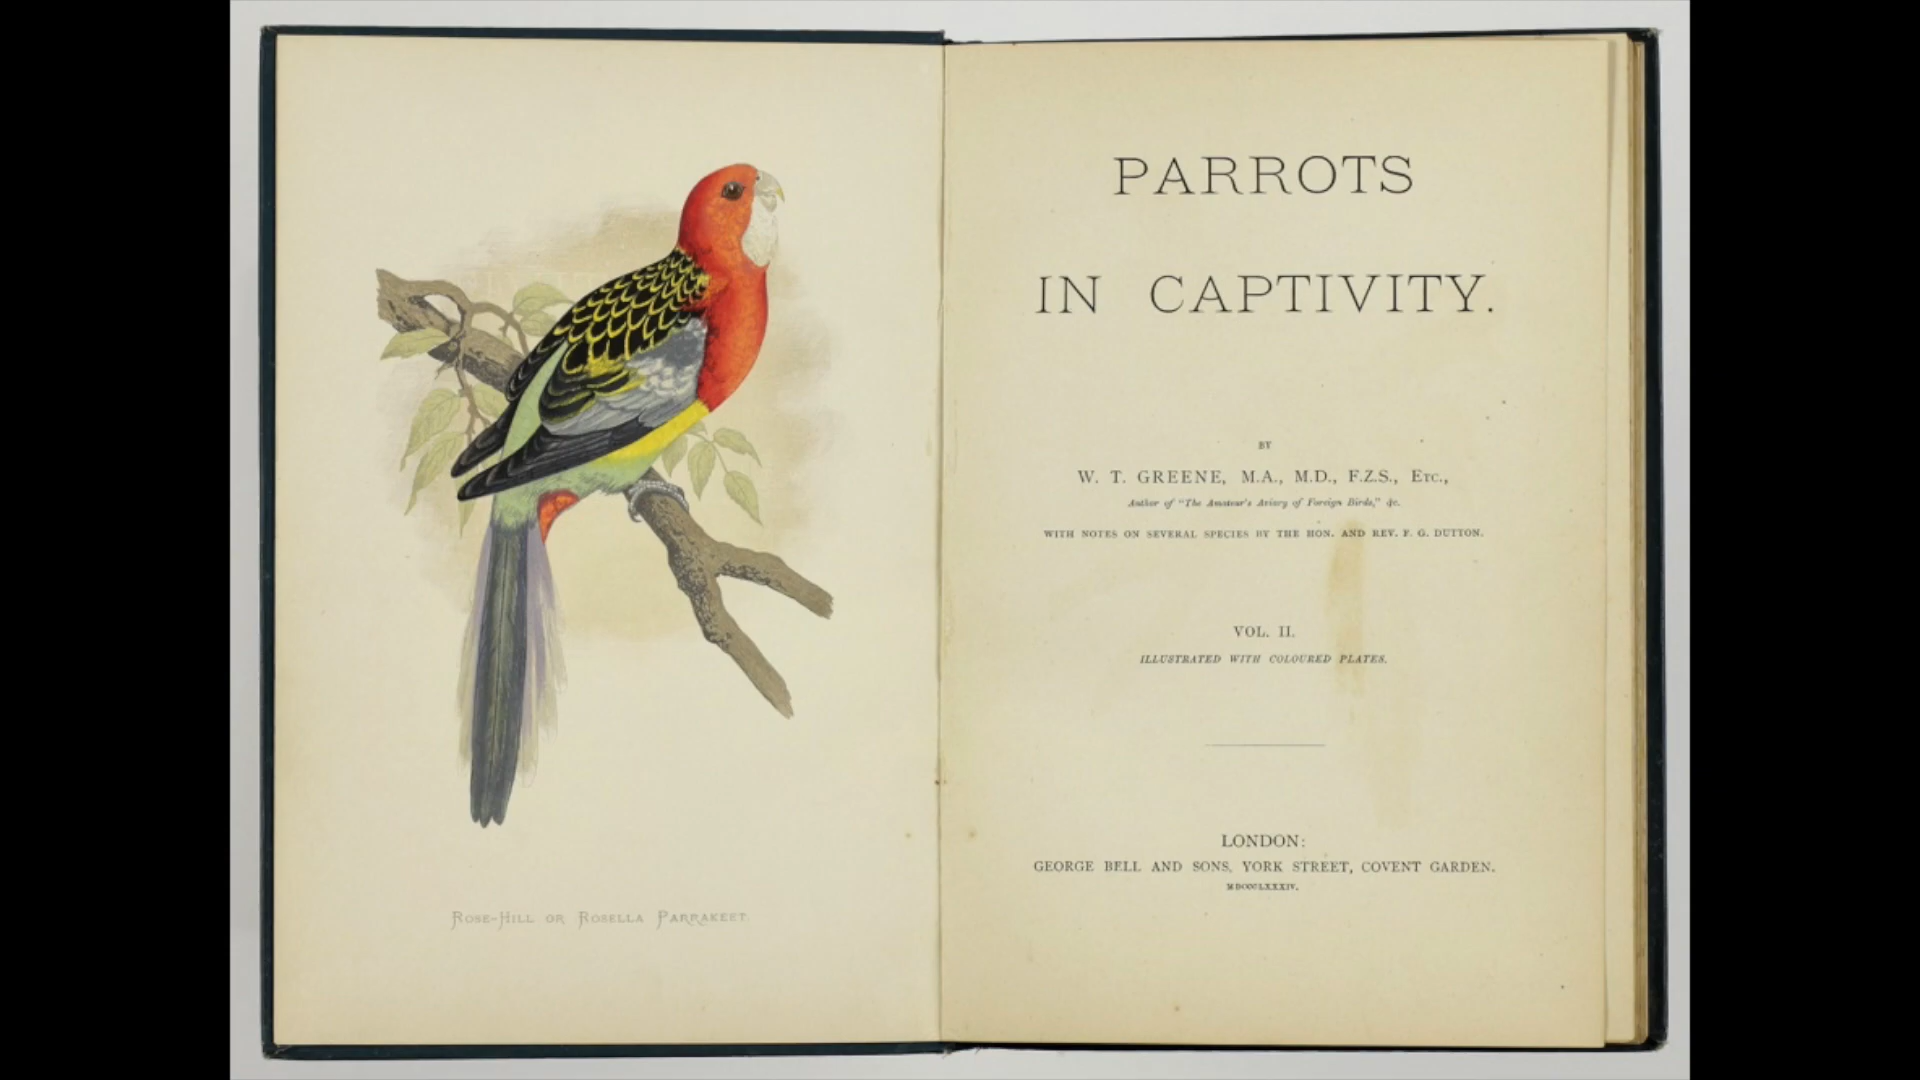 Rose-Hill or Rosella Parrakeet.
PARROTS
IN CAPTIVITY.
BY
W. T. GREENE, M.A., M.D., F.Z.S., Etc.,
Author of "The Amateur's Aviary of Foreign Birds," &c.
WITH NOTES ON SEVERAL SPECIES BY THE HON. AND REV. F. G. DUTTON.
VOL. II.
ILLUSTRATED WITH COLOURED PLATES.
LONDON:
GEORGE BELL AND SONS, YORK STREET, COVENT GARDEN.
MDCCCLXXXIV.